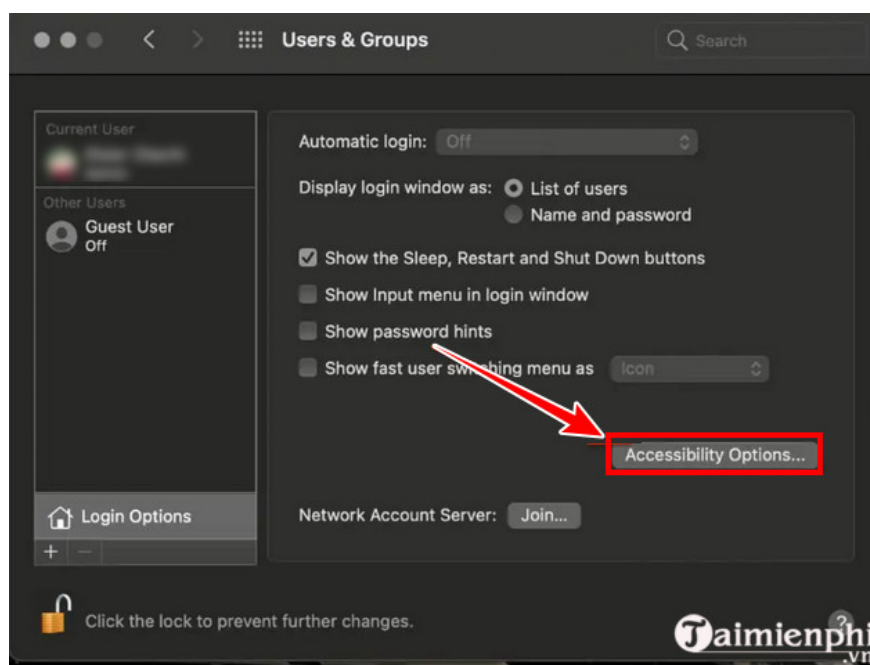 Users & Groups
Search
Current User
Automatic login: Off
Display login window as: List of users
Name and password
Other Users
Guest User
Off
Show the Sleep, Restart and Shut Down buttons
Show Input menu in login window
Show password hints
Show fast user switching menu as Icon
Accessibility Options...
Login Options
Network Account Server: Join...
+ −
Click the lock to prevent further changes.
?
Taimienphi
.vn